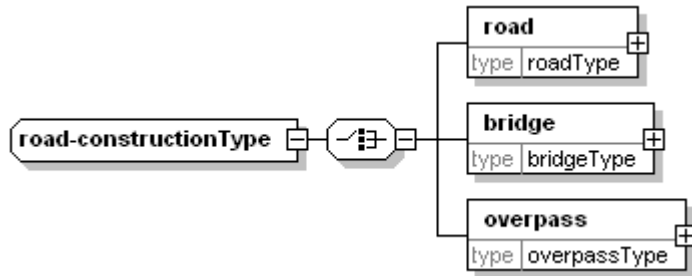 road
type roadType
road-constructionType
bridge
type bridgeType
overpass
type overpassType